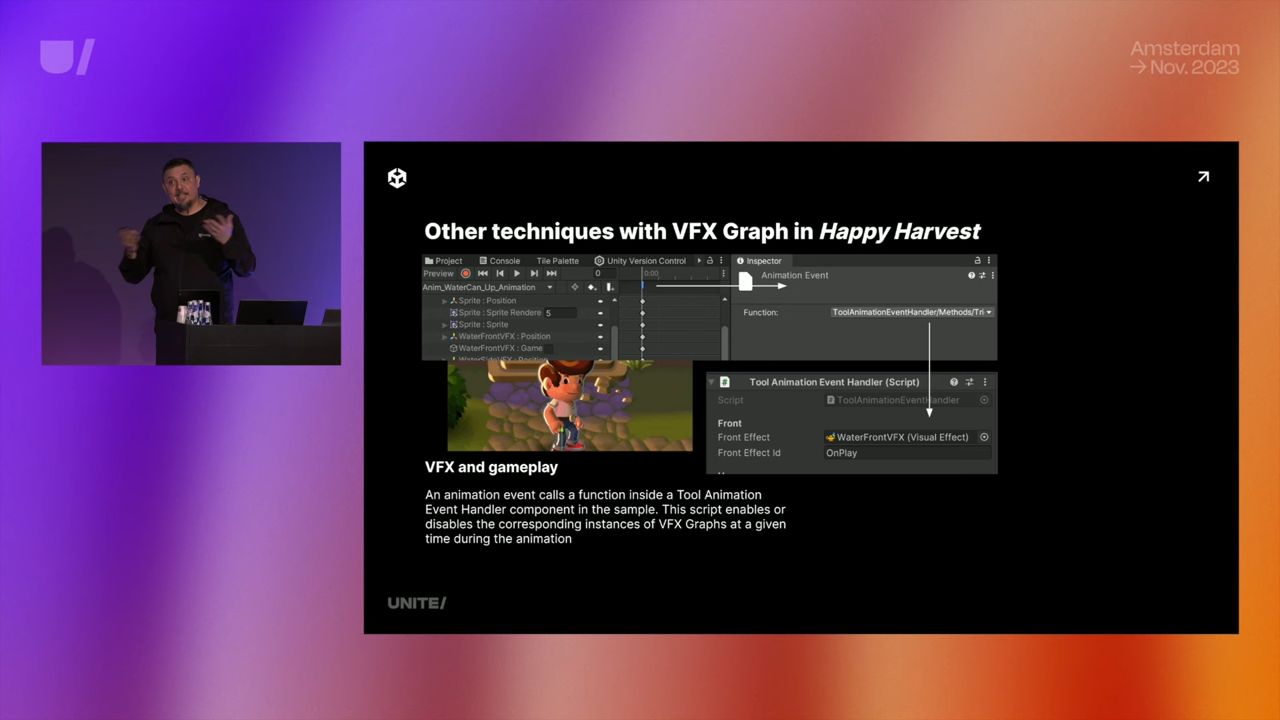 Amsterdam
→ Nov. 2023
Other techniques with VFX Graph in Happy Harvest
Project Console Tile Palette Unity Version Control
Inspector
Preview 0 0:00
Animation Event
Anim_WaterCan_Up_Animation
Sprite : Position
Sprite : Sprite Rendere 5
Function: ToolAnimationEventHandler/Methods/Tri
Sprite : Sprite
WaterFrontVFX : Position
WaterFrontVFX : Game
WaterSideVFX : Position
Tool Animation Event Handler (Script)
Script ToolAnimationEventHandler
Front
Front Effect WaterFrontVFX (Visual Effect)
Front Effect Id OnPlay
VFX and gameplay
An animation event calls a function inside a Tool Animation
Event Handler component in the sample. This script enables or
disables the corresponding instances of VFX Graphs at a given
time during the animation
UNITE/